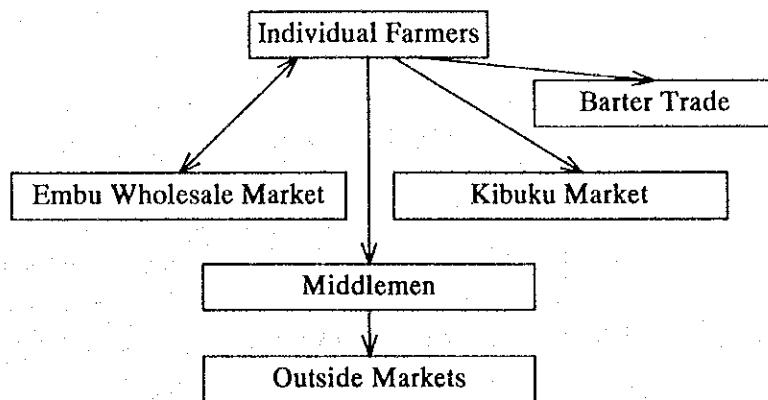 Individual Farmers
Barter Trade
Embu Wholesale Market
Kibuku Market
Middlemen
Outside Markets